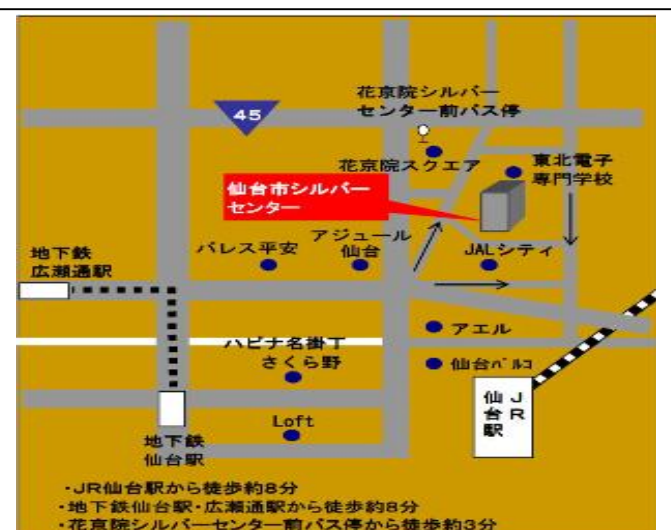 花京院シルバー
センター前バス停
45
花京院スクエア
東北電子
専門学校
仙台市シルバー
センター
アジュール
仙台
パレス平安
JALシティ
地下鉄
広瀬通駅
アエル
ハピナ名掛丁
さくら野
仙台パルコ
JR
仙台駅
Loft
地下鉄
仙台駅
・JR仙台駅から徒歩約8分
・地下鉄仙台駅・広瀬通駅から徒歩約8分
・花京院シルバーセンター前バス停から徒歩約3分